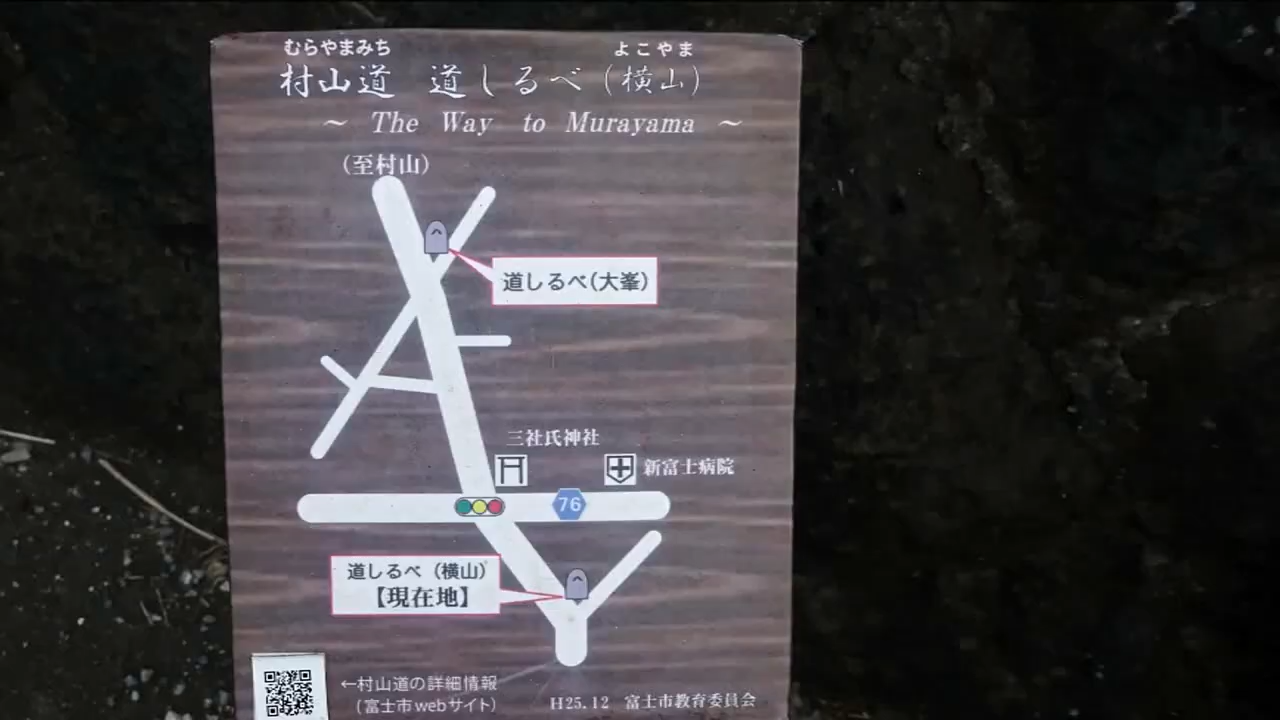 むらやまみち よこやま
村山道 道しるべ(横山)
～ The Way to Murayama ～
(至村山)
道しるべ(大峯)
三社氏神社
新富士病院
76
道しるべ(横山)
【現在地】
←村山道の詳細情報
(富士市webサイト)
H25.12 富士市教育委員会